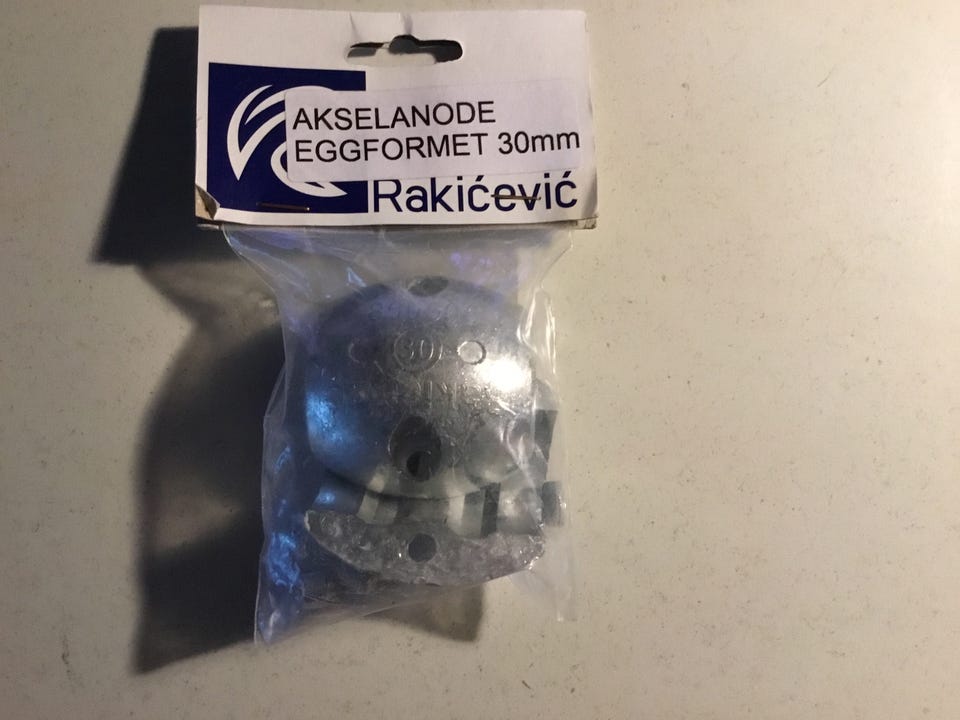 AKSELANODE
EGGFORMET 30mm
Rakićević
30